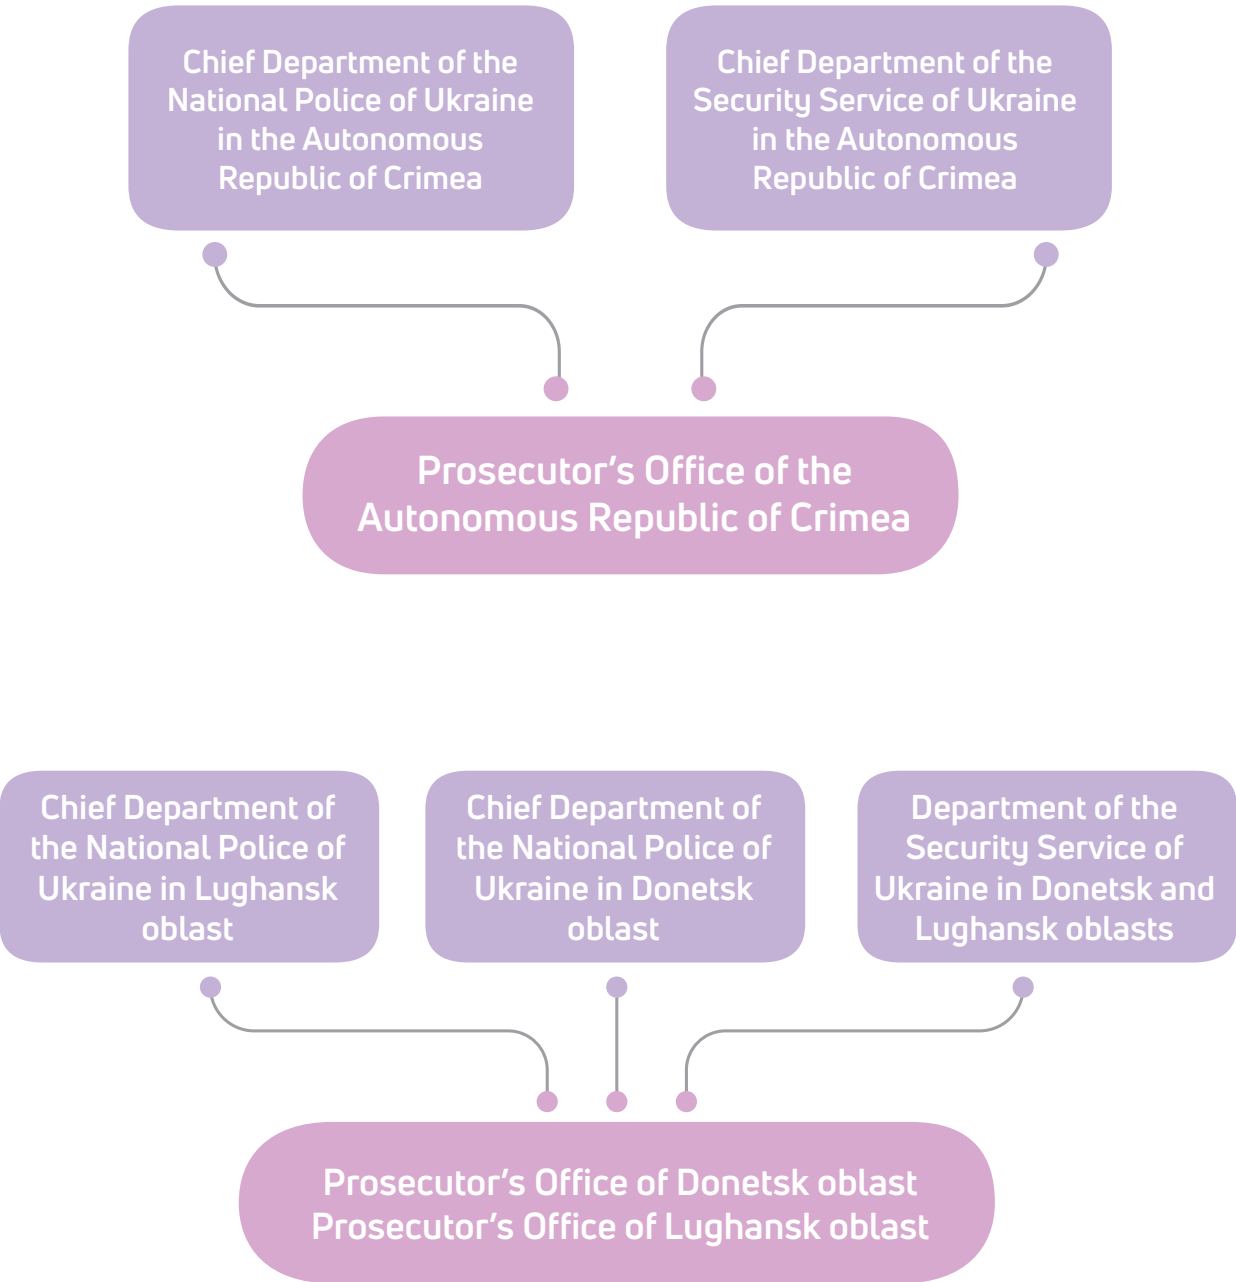 Chief Department of the
National Police of Ukraine
in the Autonomous
Republic of Crimea
Chief Department of the
Security Service of Ukraine
in the Autonomous
Republic of Crimea
Prosecutor’s Office of the
Autonomous Republic of Crimea
Chief Department of
the National Police of
Ukraine in Lughansk
oblast
Chief Department of
the National Police of
Ukraine in Donetsk
oblast
Department of the
Security Service of
Ukraine in Donetsk and
Lughansk oblasts
Prosecutor’s Office of Donetsk oblast
Prosecutor’s Office of Lughansk oblast